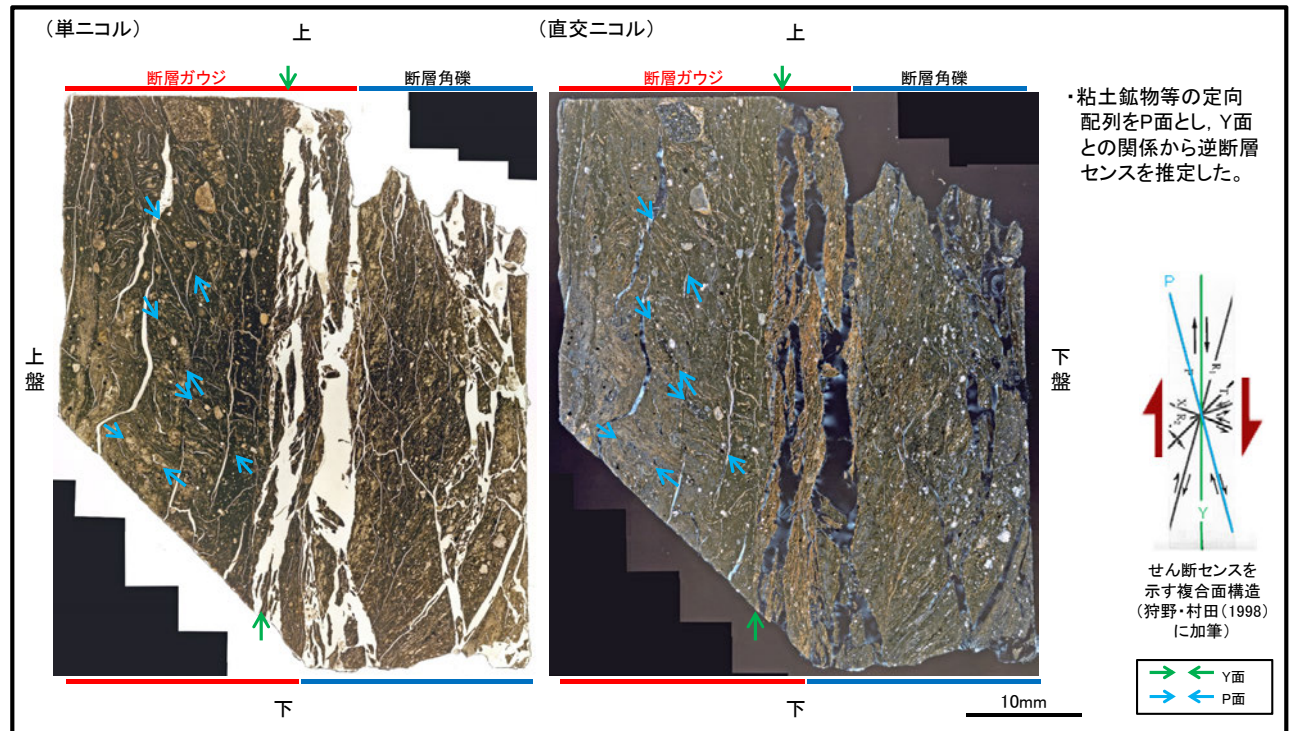 （単ニコル）
上
（直交ニコル）
上
断層ガウジ
断層角礫
断層ガウジ
断層角礫
・粘土鉱物等の定向
配列をP面とし，Y面
との関係から逆断層
センスを推定した。
上
盤
下
盤
P
R₁
T
P
X
R₂
Y
せん断センスを
示す複合面構造
（狩野・村田（1998）
に加筆）
Y面
P面
下
下
10mm